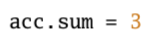 acc.sum = 3